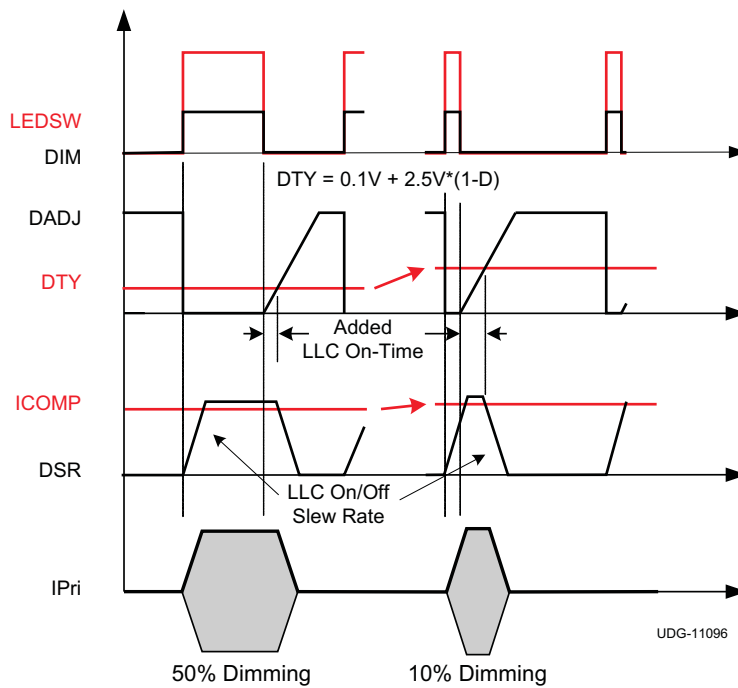 LEDSW
DIM
DTY = 0.1V + 2.5V*(1-D)
DADJ
DTY
Added
LLC On-Time
ICOMP
DSR
LLC On/Off
Slew Rate
IPri
UDG-11096
50% Dimming
10% Dimming